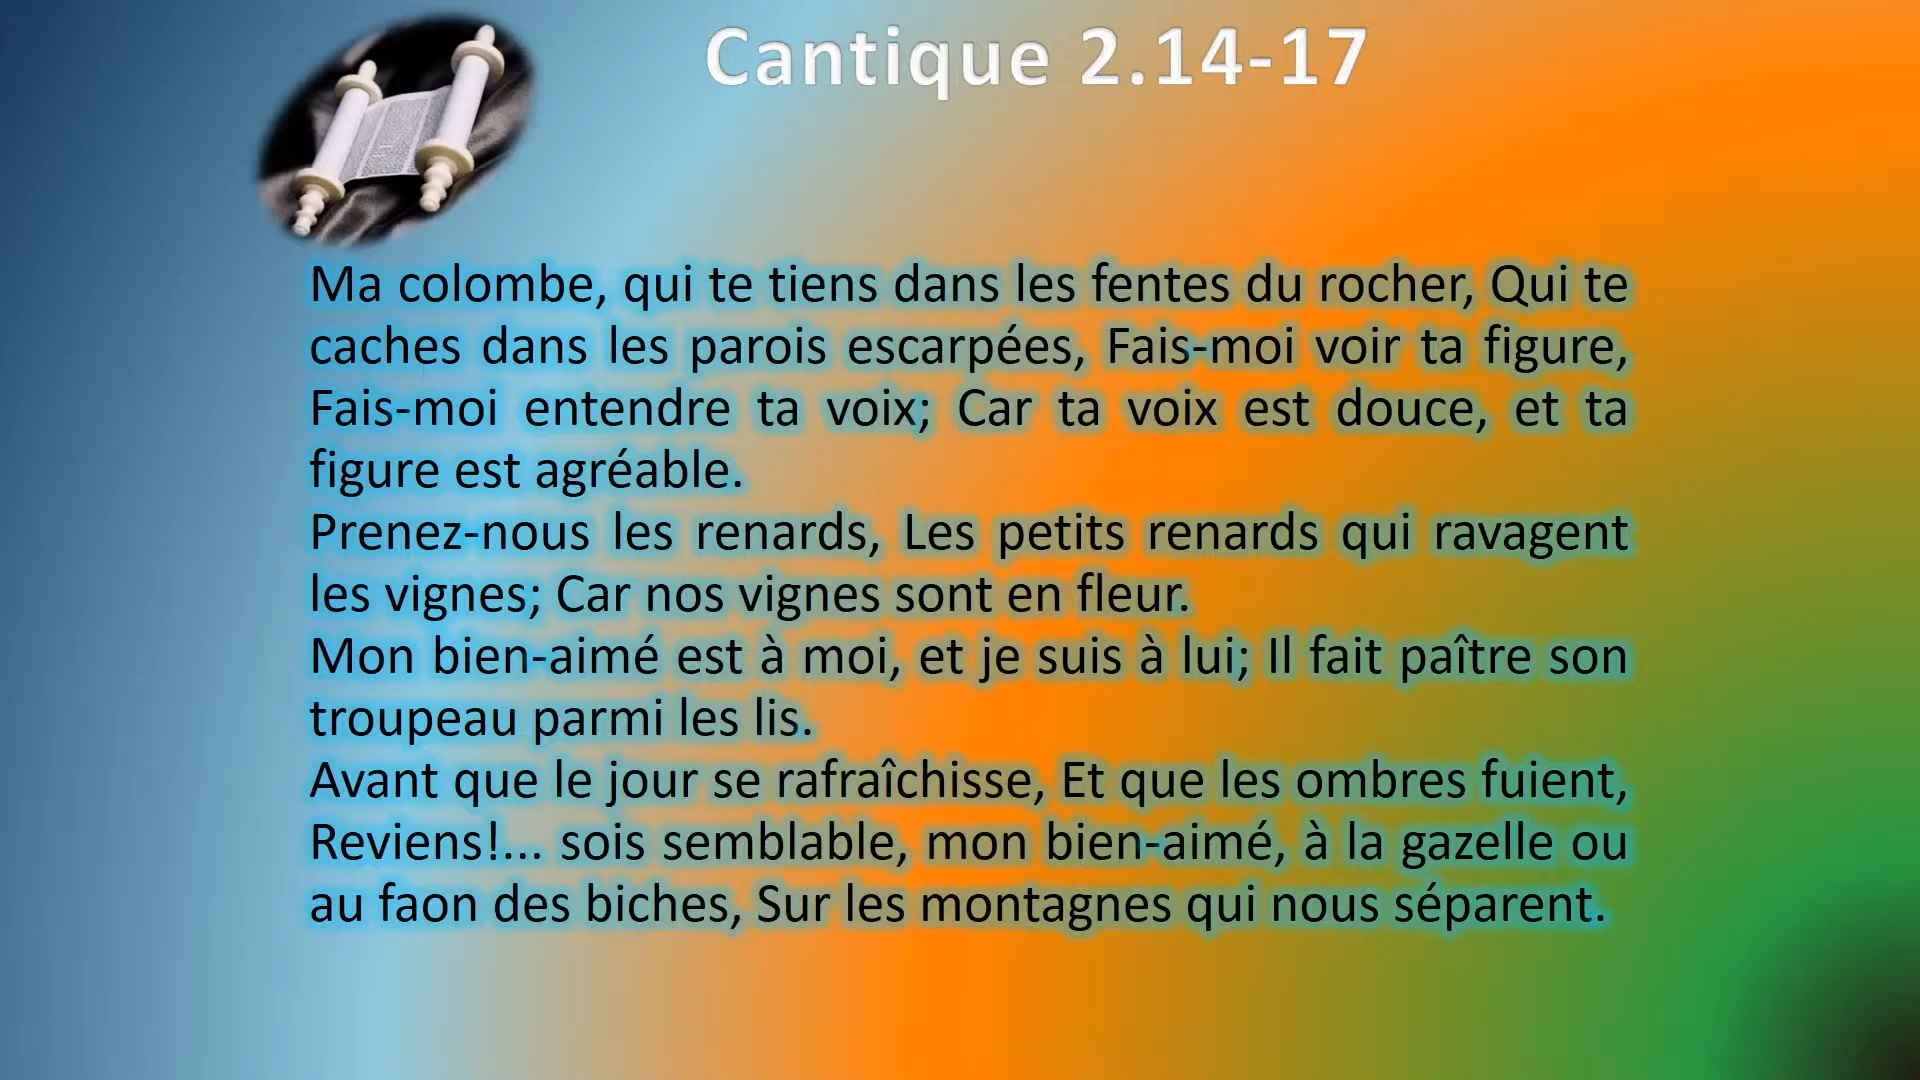 Cantique 2.14-17
Ma colombe, qui te tiens dans les fentes du rocher, Qui te
caches dans les parois escarpées, Fais-moi voir ta figure,
Fais-moi entendre ta voix; Car ta voix est douce, et ta
figure est agréable.
Prenez-nous les renards, Les petits renards qui ravagent
les vignes; Car nos vignes sont en fleur.
Mon bien-aimé est à moi, et je suis à lui; Il fait paître son
troupeau parmi les lis.
Avant que le jour se rafraîchisse, Et que les ombres fuient,
Reviens!... sois semblable, mon bien-aimé, à la gazelle ou
au faon des biches, Sur les montagnes qui nous séparent.